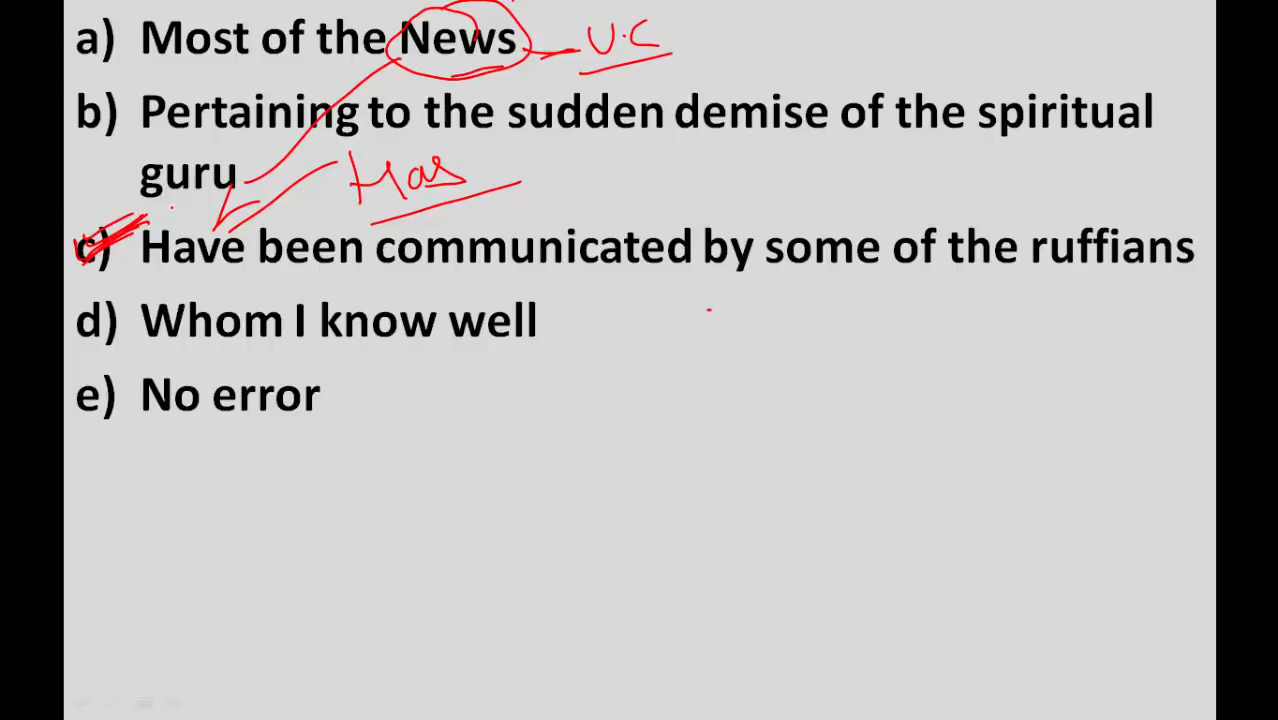 a) Most of the News U.C
b) Pertaining to the sudden demise of the spiritual
guru Has
c) Have been communicated by some of the ruffians
d) Whom I know well
e) No error